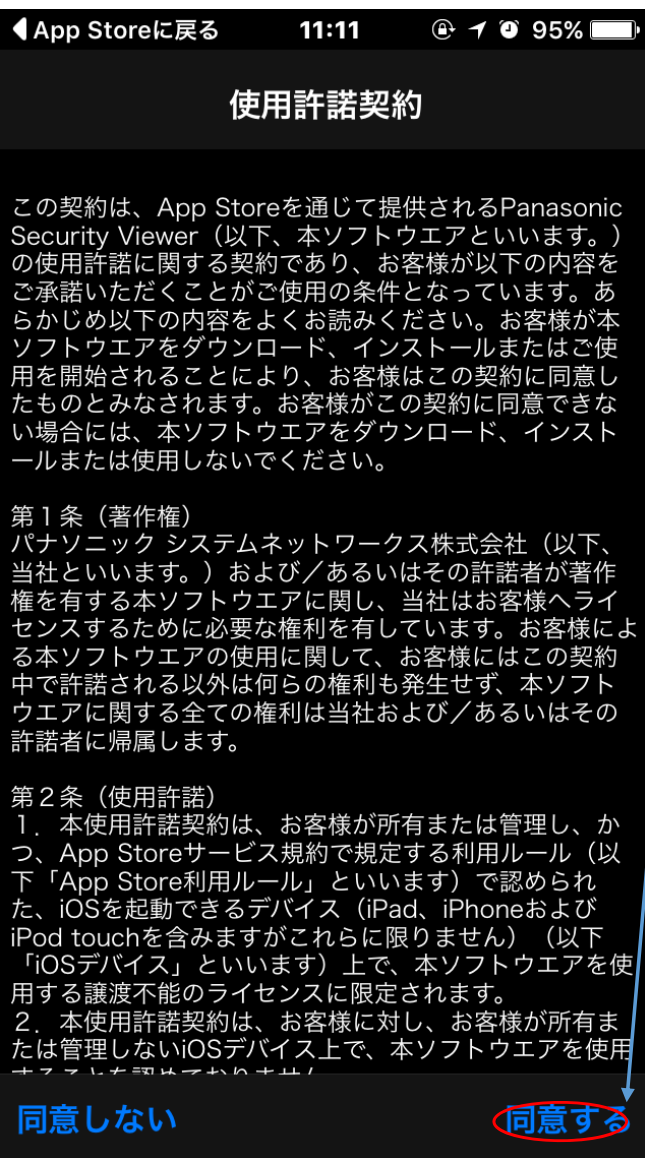 App Storeに戻る 11:11 95%
使用許諾契約
この契約は、App Storeを通じて提供されるPanasonic
Security Viewer（以下、本ソフトウエアといいます。）
の使用許諾に関する契約であり、お客様が以下の内容を
ご承諾いただくことがご使用の条件となっています。あ
らかじめ以下の内容をよくお読みください。お客様が本
ソフトウエアをダウンロード、インストールまたはご使
用を開始されることにより、お客様はこの契約に同意し
たものとみなされます。お客様がこの契約に同意できな
い場合には、本ソフトウエアをダウンロード、インスト
ールまたは使用しないでください。
第１条（著作権）
パナソニック システムネットワークス株式会社（以下、
当社といいます。）および／あるいはその許諾者が著作
権を有する本ソフトウエアに関し、当社はお客様へライ
センスするために必要な権利を有しています。お客様によ
る本ソフトウエアの使用に関して、お客様にはこの契約
中で許諾される以外は何らの権利も発生せず、本ソフト
ウエアに関する全ての権利は当社および／あるいはその
許諾者に帰属します。
第２条（使用許諾）
１．本使用許諾契約は、お客様が所有または管理し、か
つ、App Storeサービス規約で規定する利用ルール（以
下「App Store利用ルール」といいます）で認められ
た、iOSを起動できるデバイス（iPad、iPhoneおよび
iPod touchを含みますがこれらに限りません）（以下
「iOSデバイス」といいます）上で、本ソフトウエアを使
用する譲渡不能のライセンスに限定されます。
２．本使用許諾契約は、お客様に対し、お客様が所有ま
たは管理しないiOSデバイス上で、本ソフトウエアを使用
することを認めておりません
同意しない 同意する